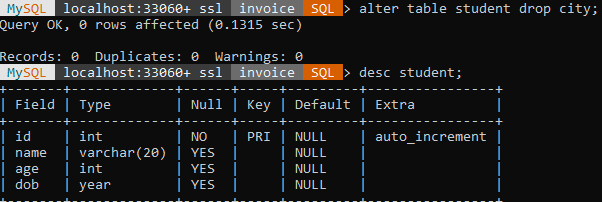 MySQL localhost:33060+ ssl invoice SQL > alter table student drop city;
Query OK, 0 rows affected (0.1315 sec)
Records: 0 Duplicates: 0 Warnings: 0
MySQL localhost:33060+ ssl invoice SQL > desc student;
+-------+-------------+------+-----+---------+----------------+
| Field | Type | Null | Key | Default | Extra |
+-------+-------------+------+-----+---------+----------------+
| id | int | NO | PRI | NULL | auto_increment |
| name | varchar(20) | YES | | NULL | |
| age | int | YES | | NULL | |
| dob | year | YES | | NULL | |
+-------+-------------+------+-----+---------+----------------+